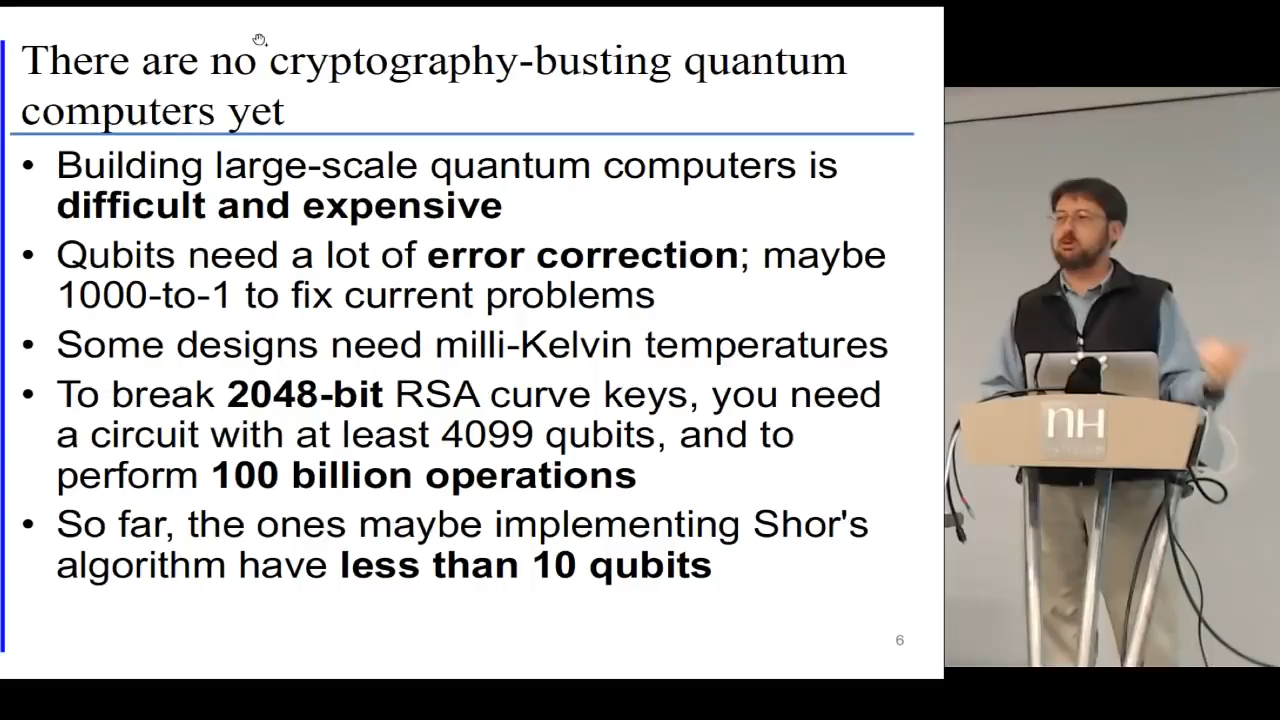 There are no cryptography-busting quantum
computers yet
• Building large-scale quantum computers is
difficult and expensive
• Qubits need a lot of error correction; maybe
1000-to-1 to fix current problems
• Some designs need milli-Kelvin temperatures
• To break 2048-bit RSA curve keys, you need
a circuit with at least 4099 qubits, and to
perform 100 billion operations
• So far, the ones maybe implementing Shor's
algorithm have less than 10 qubits
6
nH